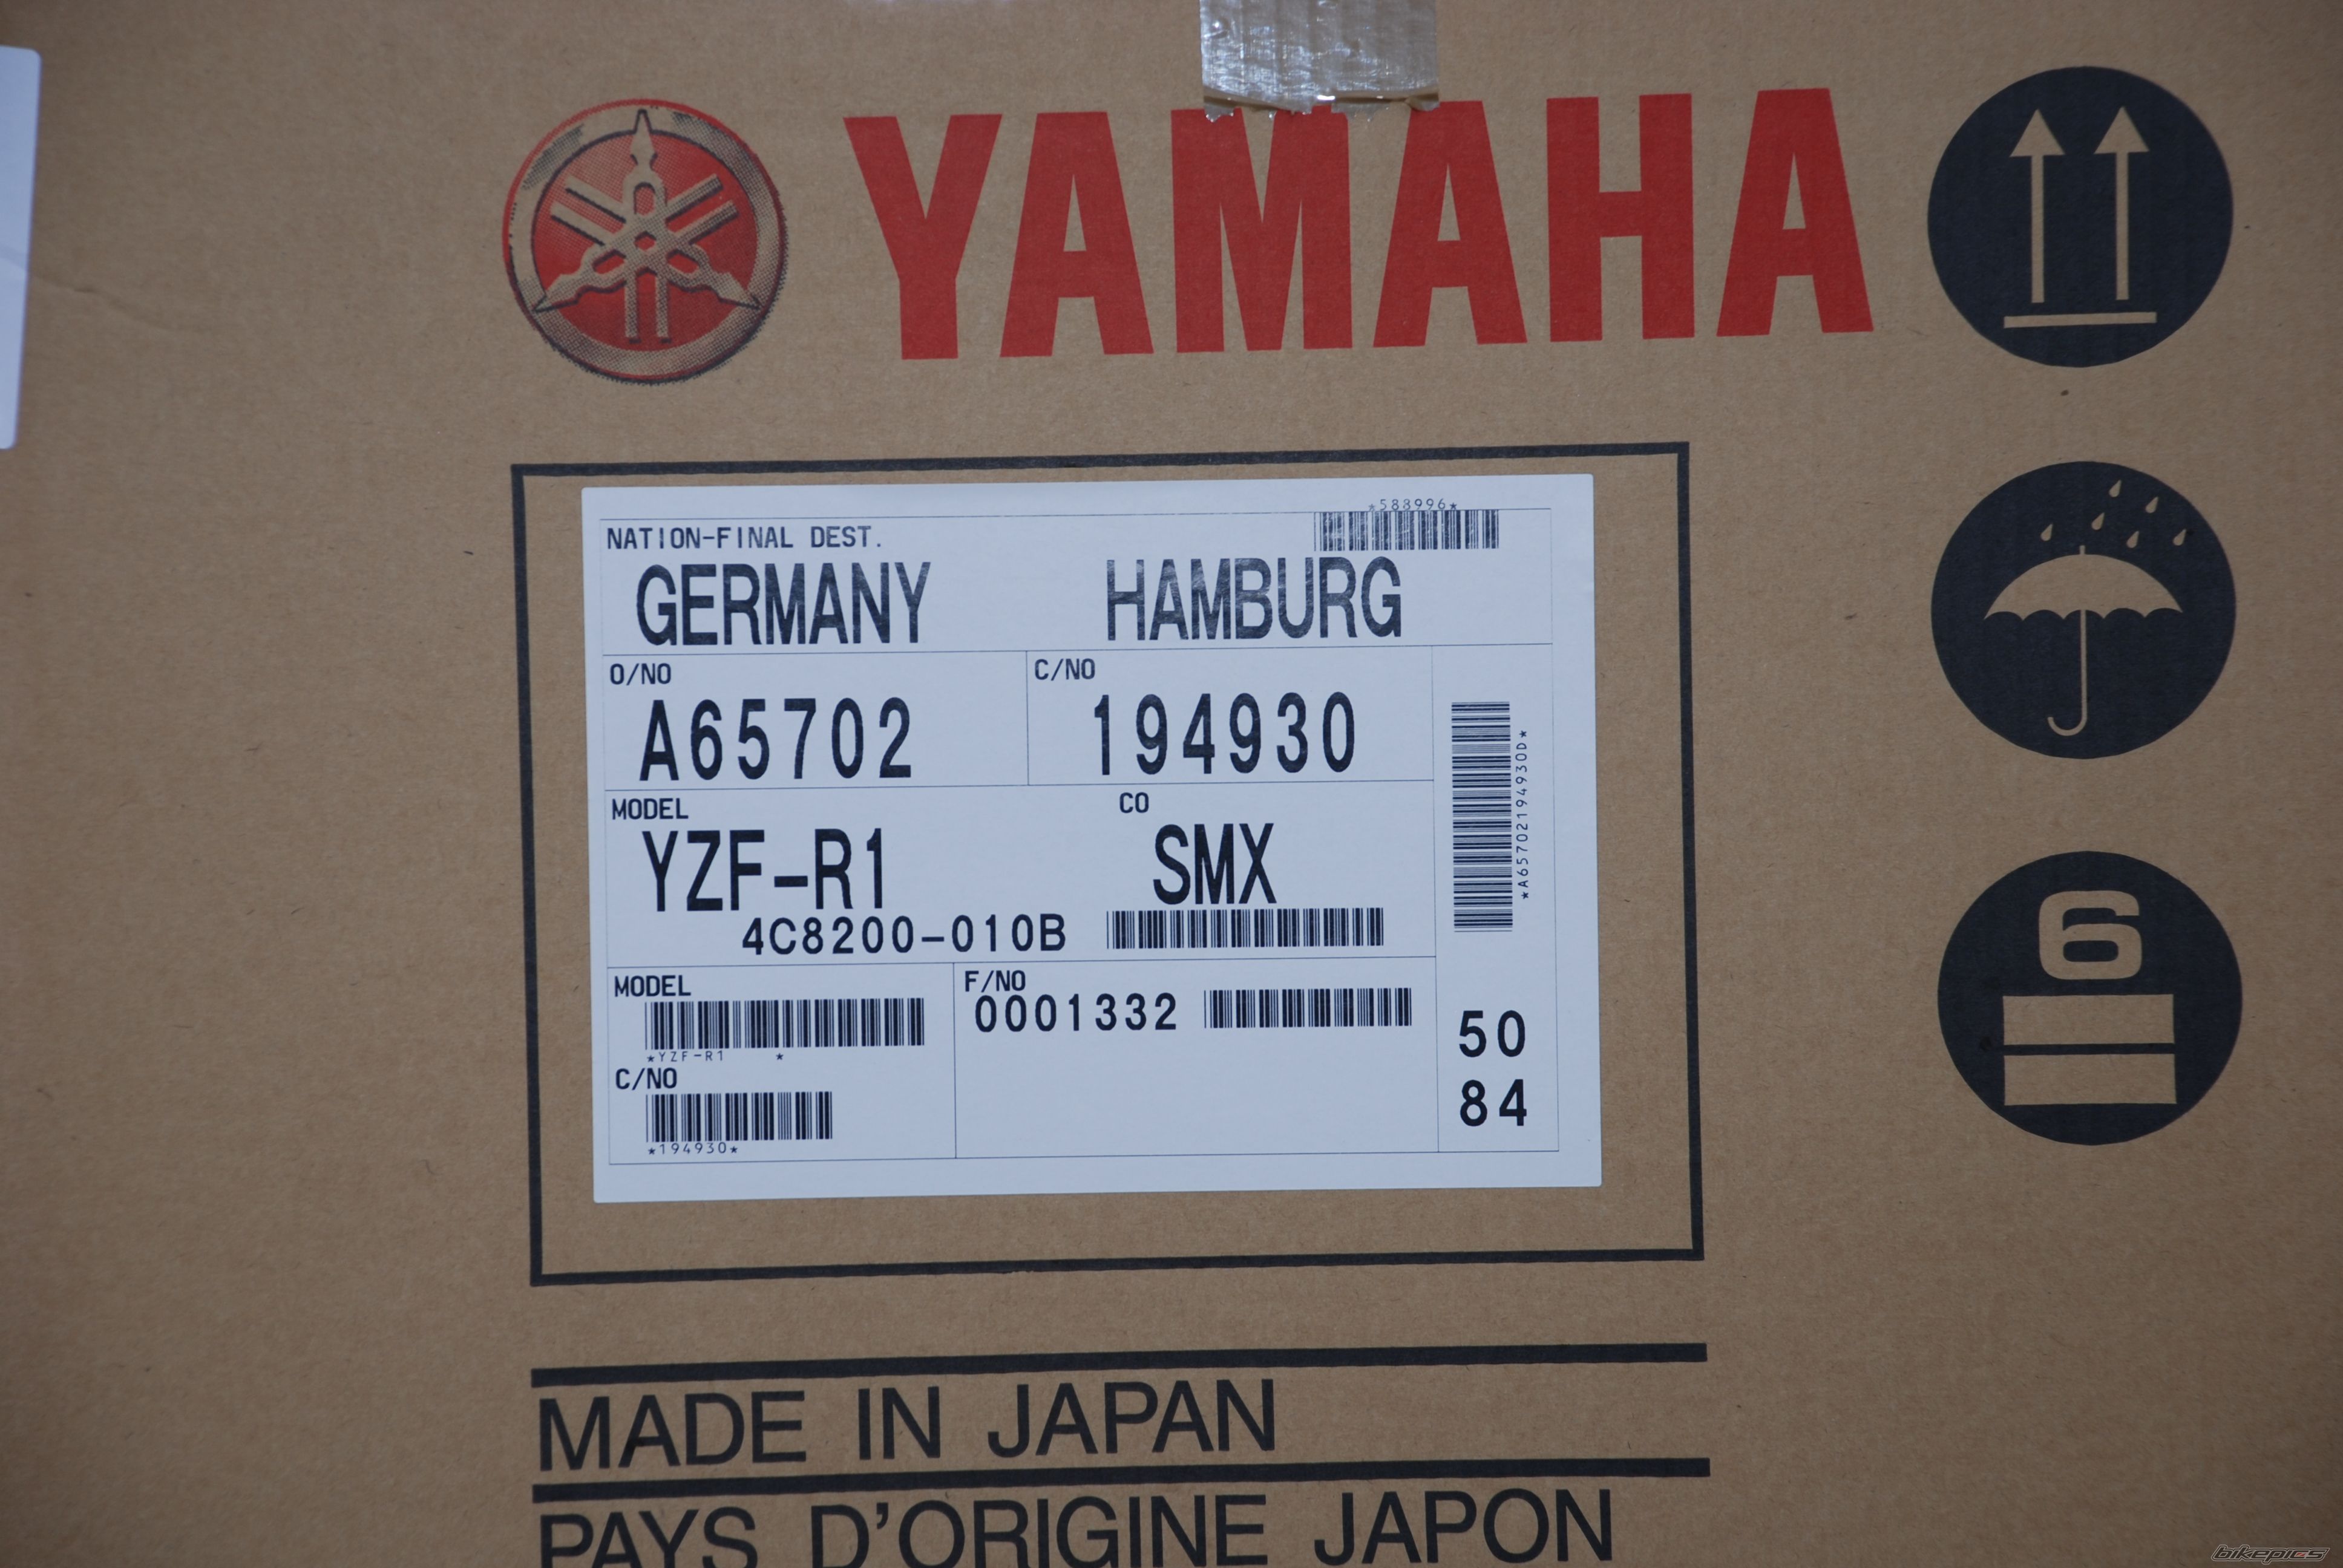 YAMAHA
*588996*
NATION-FINAL DEST.
GERMANY HAMBURG
O/NO C/NO
A65702 194930
*A65702194930D*
MODEL CO
YZF-R1 SMX
4C8200-010B
MODEL F/NO
0001332
*YZF-R1 *
C/NO
*194930*
50
84
6
MADE IN JAPAN
PAYS D'ORIGINE JAPON
bikepics